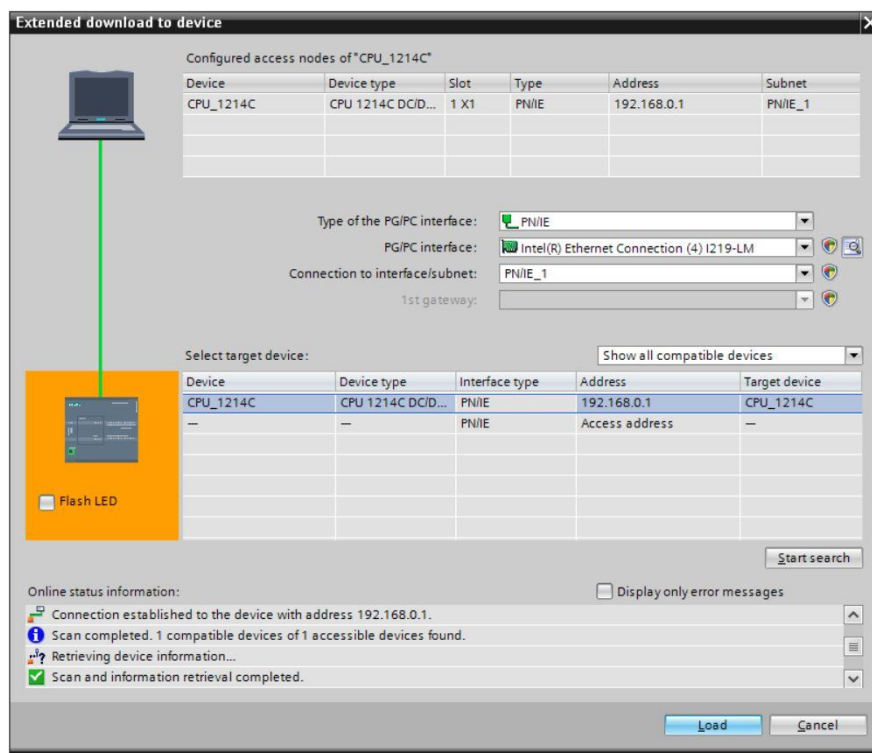 Extended download to device
Configured access nodes of "CPU_1214C"
Device Device type Slot Type Address Subnet
CPU_1214C CPU 1214C DC/D... 1 X1 PN/IE 192.168.0.1 PN/IE_1
Type of the PG/PC interface: PN/IE
PG/PC interface: Intel(R) Ethernet Connection (4) I219-LM
Connection to interface/subnet: PN/IE_1
1st gateway:
Select target device: Show all compatible devices
Device Device type Interface type Address Target device
CPU_1214C CPU 1214C DC/D... PN/IE 192.168.0.1 CPU_1214C
— — PN/IE Access address —
Flash LED
Start search
Online status information: Display only error messages
Connection established to the device with address 192.168.0.1.
Scan completed. 1 compatible devices of 1 accessible devices found.
Retrieving device information...
Scan and information retrieval completed.
Load Cancel